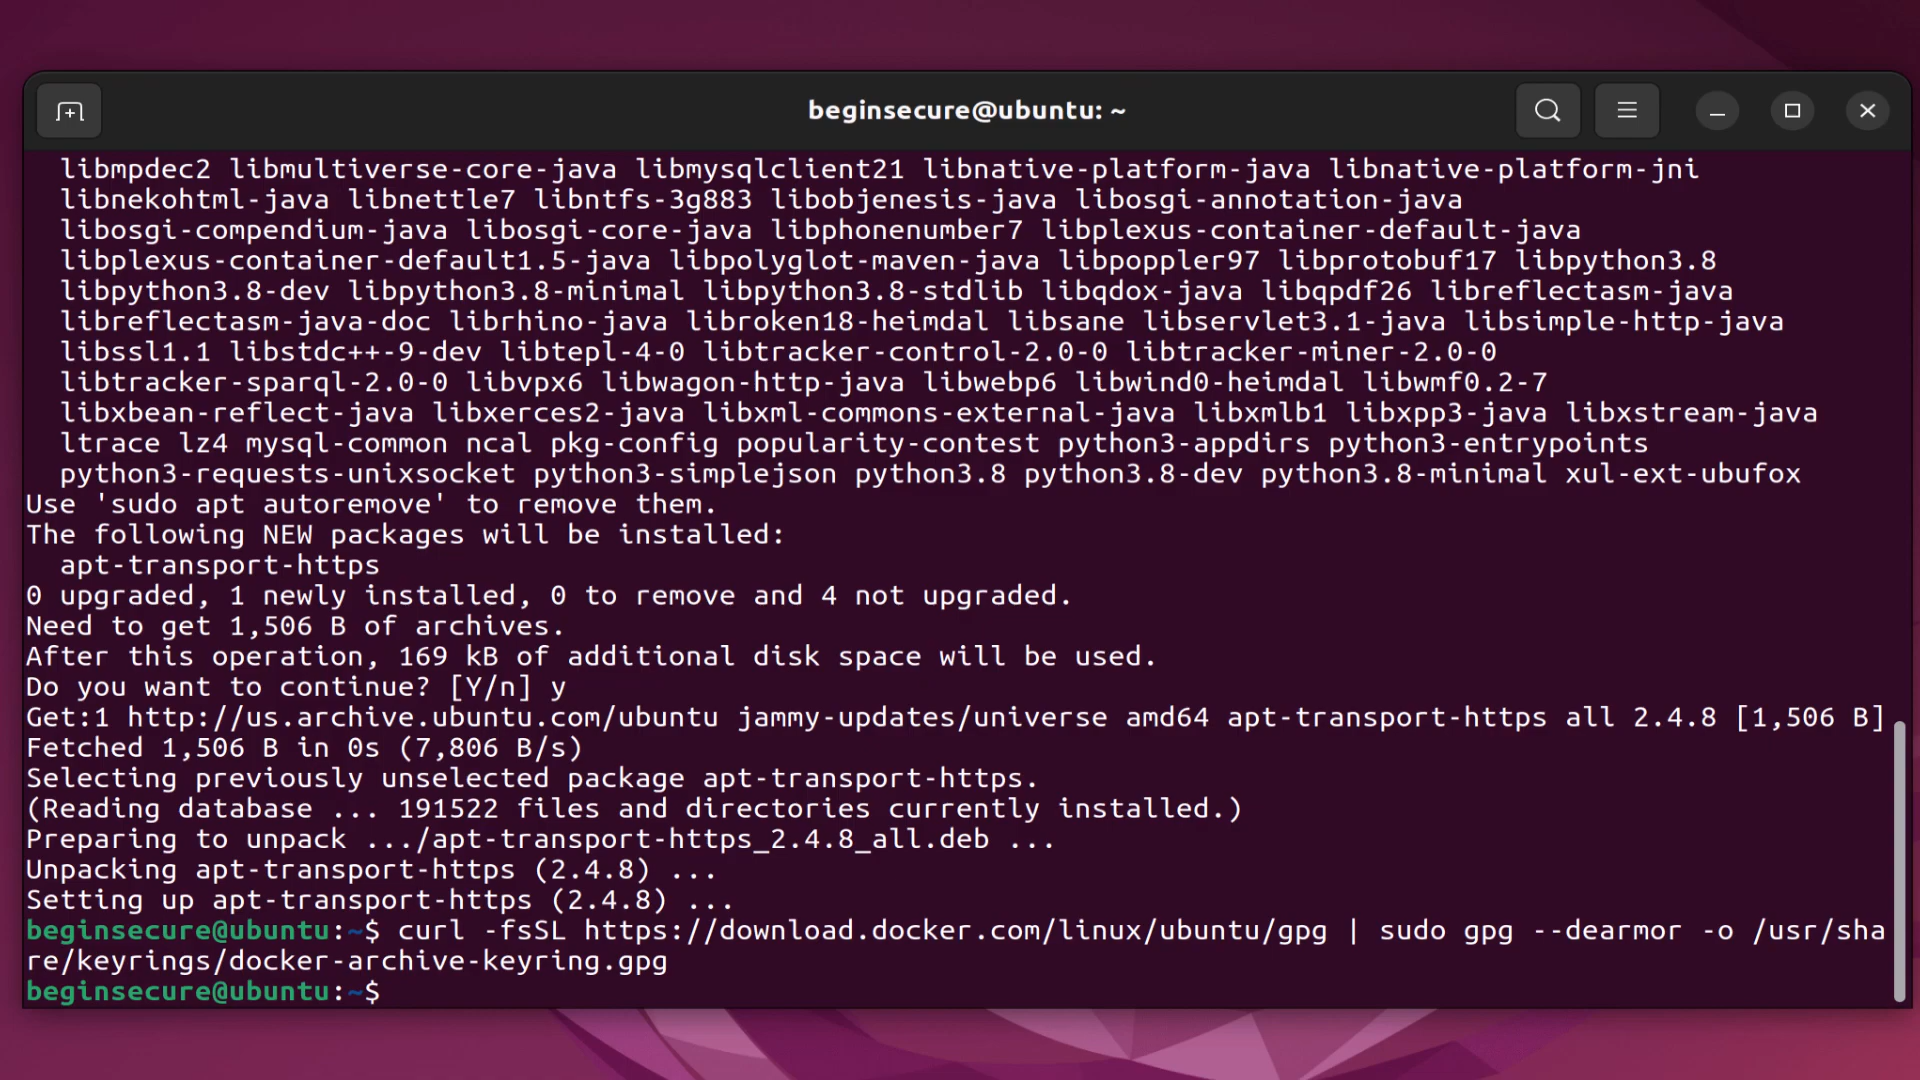 beginsecure@ubuntu: ~
libmpdec2 libmultiverse-core-java libmysqlclient21 libnative-platform-java libnative-platform-jni
libnekohtml-java libnettle7 libntfs-3g883 libobjenesis-java libosgi-annotation-java
libosgi-compendium-java libosgi-core-java libphonenumber7 libplexus-container-default-java
libplexus-container-default1.5-java libpolyglot-maven-java libpoppler97 libprotobuf17 libpython3.8
libpython3.8-dev libpython3.8-minimal libpython3.8-stdlib libqdox-java libqpdf26 libreflectasm-java
libreflectasm-java-doc librhino-java libroken18-heimdal libsane libservlet3.1-java libsimple-http-java
libssl1.1 libstdc++-9-dev libtepl-4-0 libtracker-control-2.0-0 libtracker-miner-2.0-0
libtracker-sparql-2.0-0 libvpx6 libwagon-http-java libwebp6 libwind0-heimdal libwmf0.2-7
libxbean-reflect-java libxerces2-java libxml-commons-external-java libxmlb1 libxpp3-java libxstream-java
ltrace lz4 mysql-common ncal pkg-config popularity-contest python3-appdirs python3-entrypoints
python3-requests-unixsocket python3-simplejson python3.8 python3.8-dev python3.8-minimal xul-ext-ubufox
Use 'sudo apt autoremove' to remove them.
The following NEW packages will be installed:
apt-transport-https
0 upgraded, 1 newly installed, 0 to remove and 4 not upgraded.
Need to get 1,506 B of archives.
After this operation, 169 kB of additional disk space will be used.
Do you want to continue? [Y/n] y
Get:1 http://us.archive.ubuntu.com/ubuntu jammy-updates/universe amd64 apt-transport-https all 2.4.8 [1,506 B]
Fetched 1,506 B in 0s (7,806 B/s)
Selecting previously unselected package apt-transport-https.
(Reading database ... 191522 files and directories currently installed.)
Preparing to unpack .../apt-transport-https_2.4.8_all.deb ...
Unpacking apt-transport-https (2.4.8) ...
Setting up apt-transport-https (2.4.8) ...
beginsecure@ubuntu:~$ curl -fsSL https://download.docker.com/linux/ubuntu/gpg | sudo gpg --dearmor -o /usr/sha
re/keyrings/docker-archive-keyring.gpg
beginsecure@ubuntu:~$